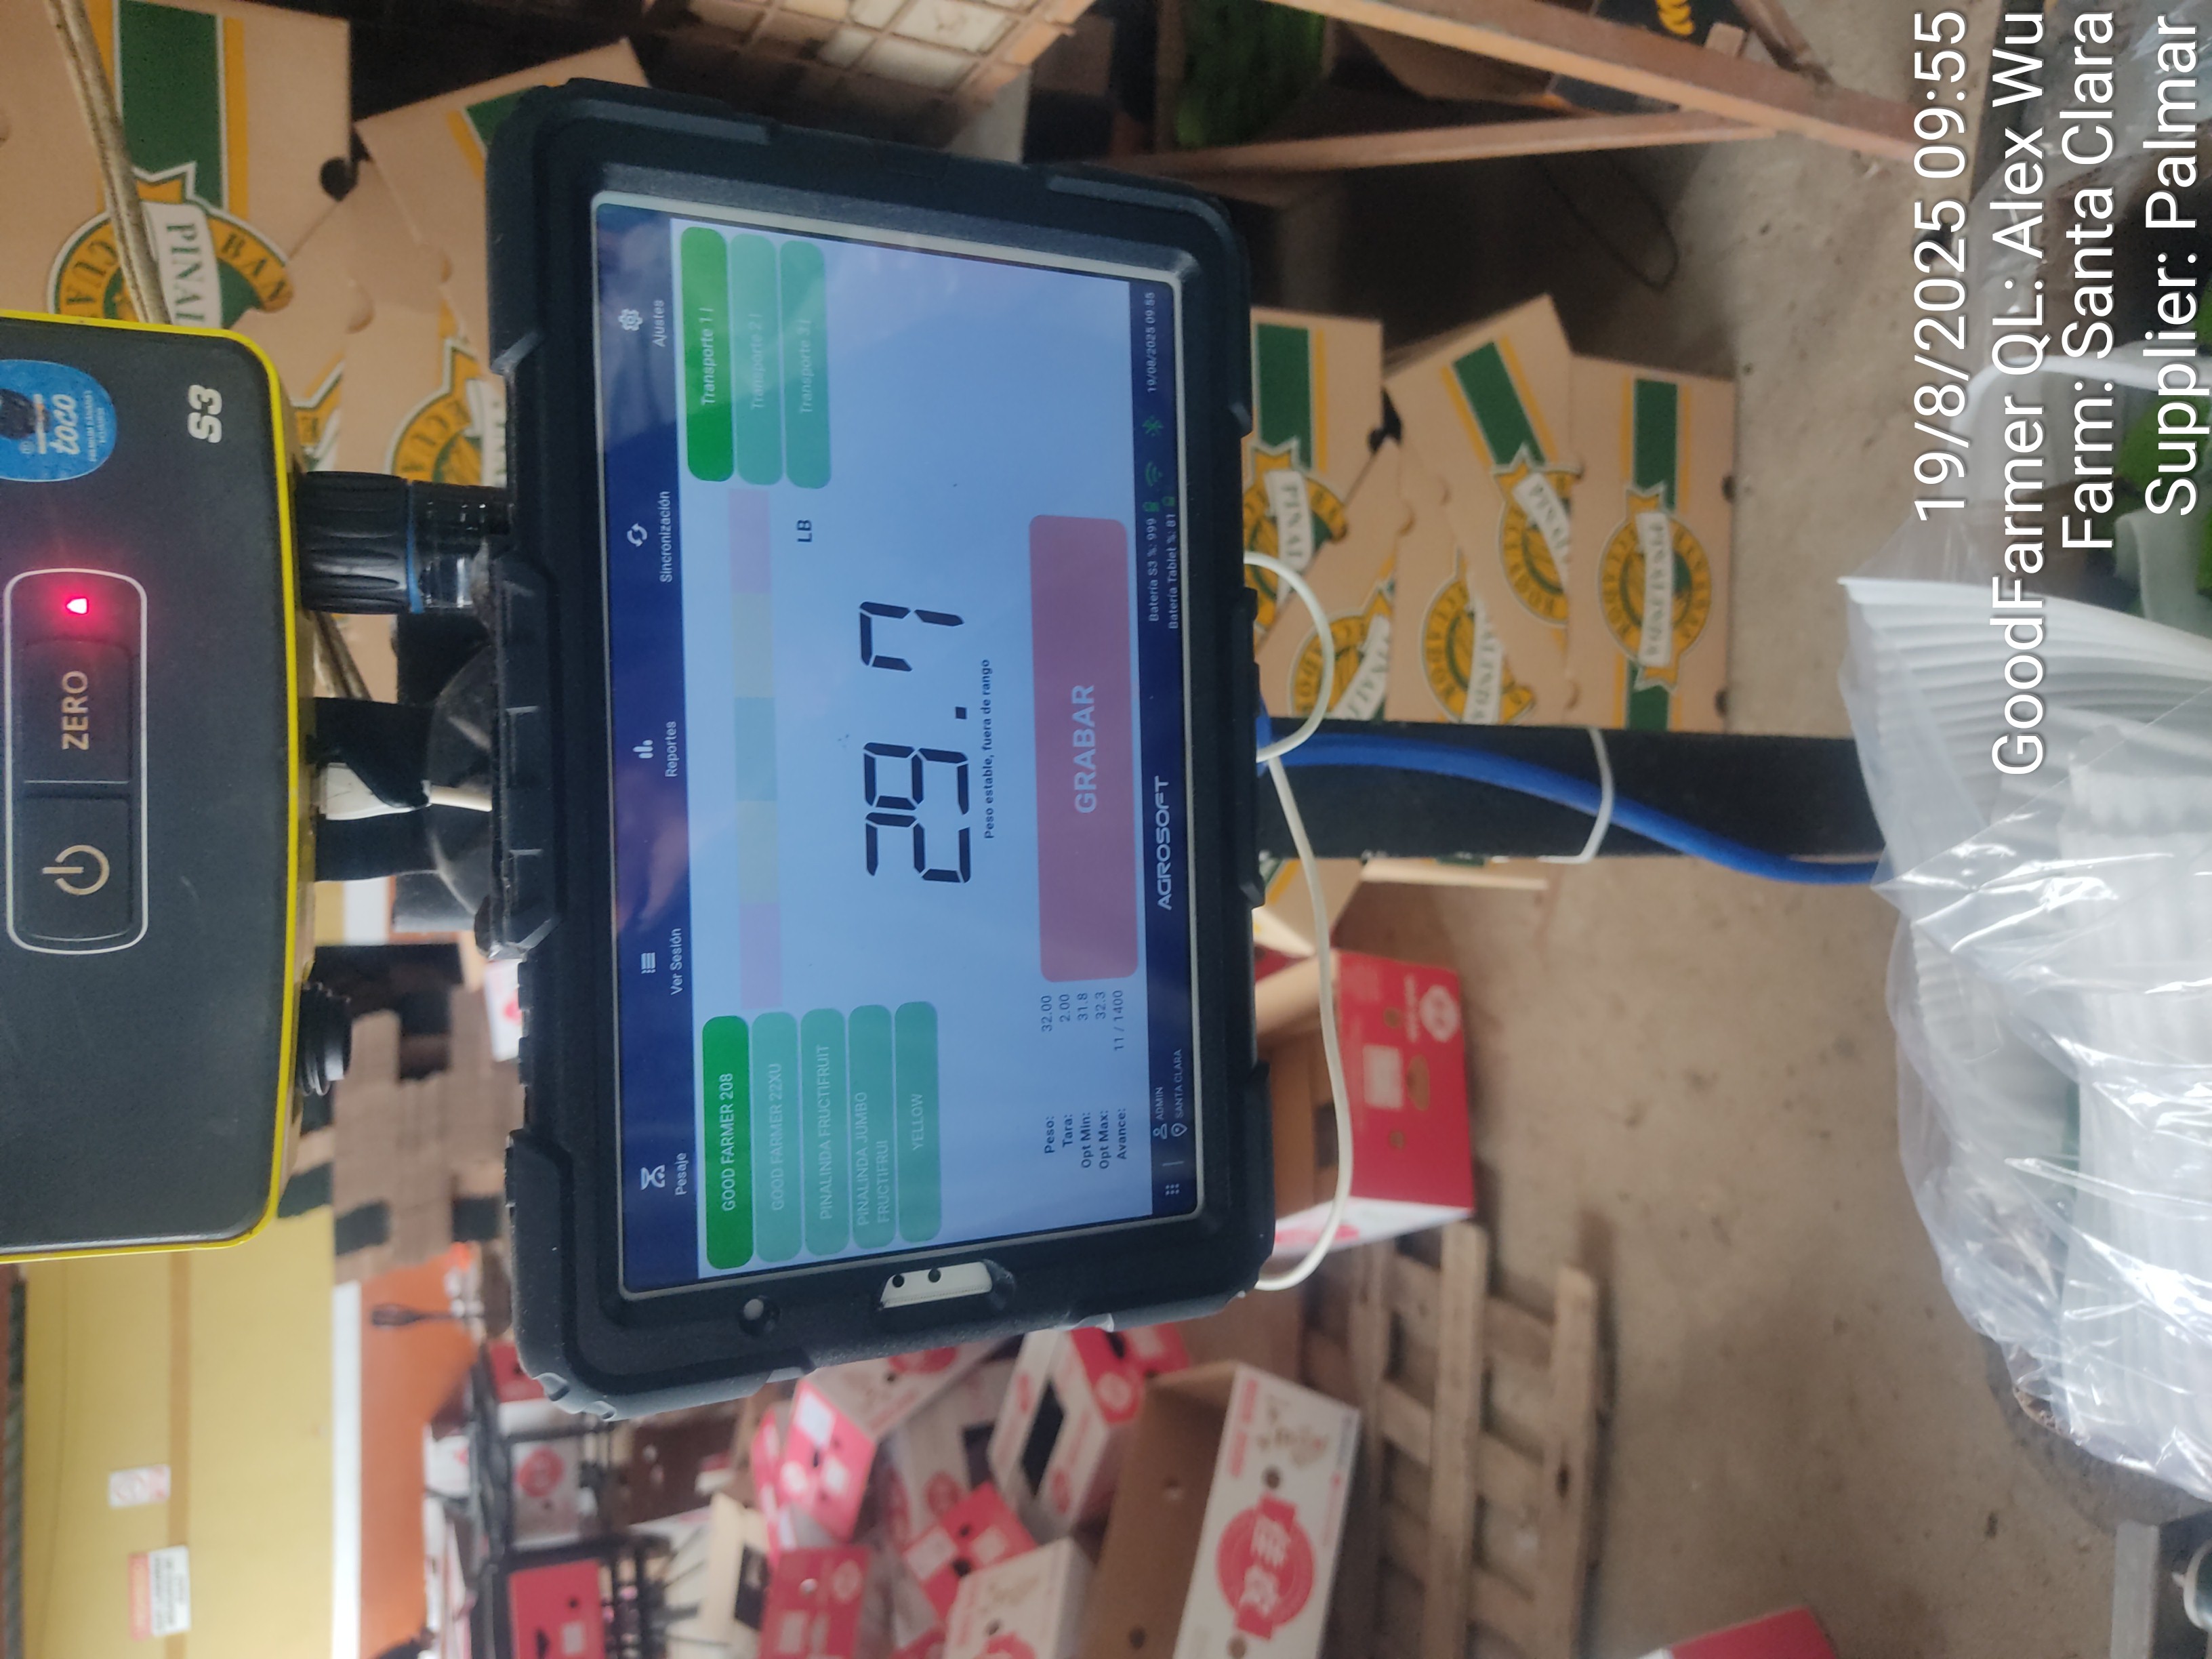 ZERO
toco
S3
Pesaje
Ver Sesión
Reportes
Sincronización
Ajustes
GOOD FARMER 208
GOOD FARMER 22XU
PINALINDA FRUCTIFRUIT
PINALINDA JUMBO
FRUCTIFRUI
YELLOW
Transporte 1 |
Transporte 2 |
Transporte 3 |
LB
29.7
Peso estable, fuera de rango
Peso: 32.00
Tara: 2.00
Opt Min: 31.8
Opt Max: 32.3
Avance: 11 / 1400
GRABAR
ADMIN
SANTA CLARA
AGROSOFT
Batería S3 %: 999
Batería Tablet %: 81
19/08/2025 09:55
PINALINDA
ECUADOR
19/8/2025 09:55
GoodFarmer QL: Alex Wu
Farm: Santa Clara
Supplier: Palmar